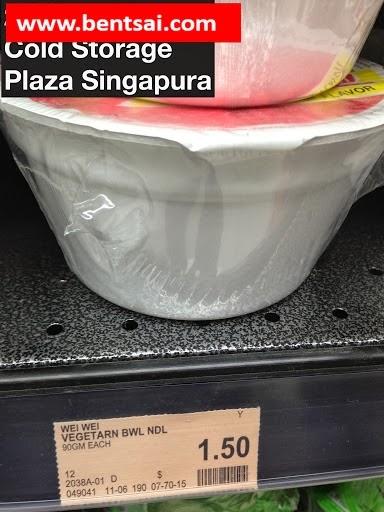 www.bentsai.com
Cold Storage
Plaza Singapura
LAVOR
WEI WEI
VEGETARN BWL NDL
90GM EACH
Y
1.50
12
$
2038A-01 D
049041 11-06 190 07-70-15